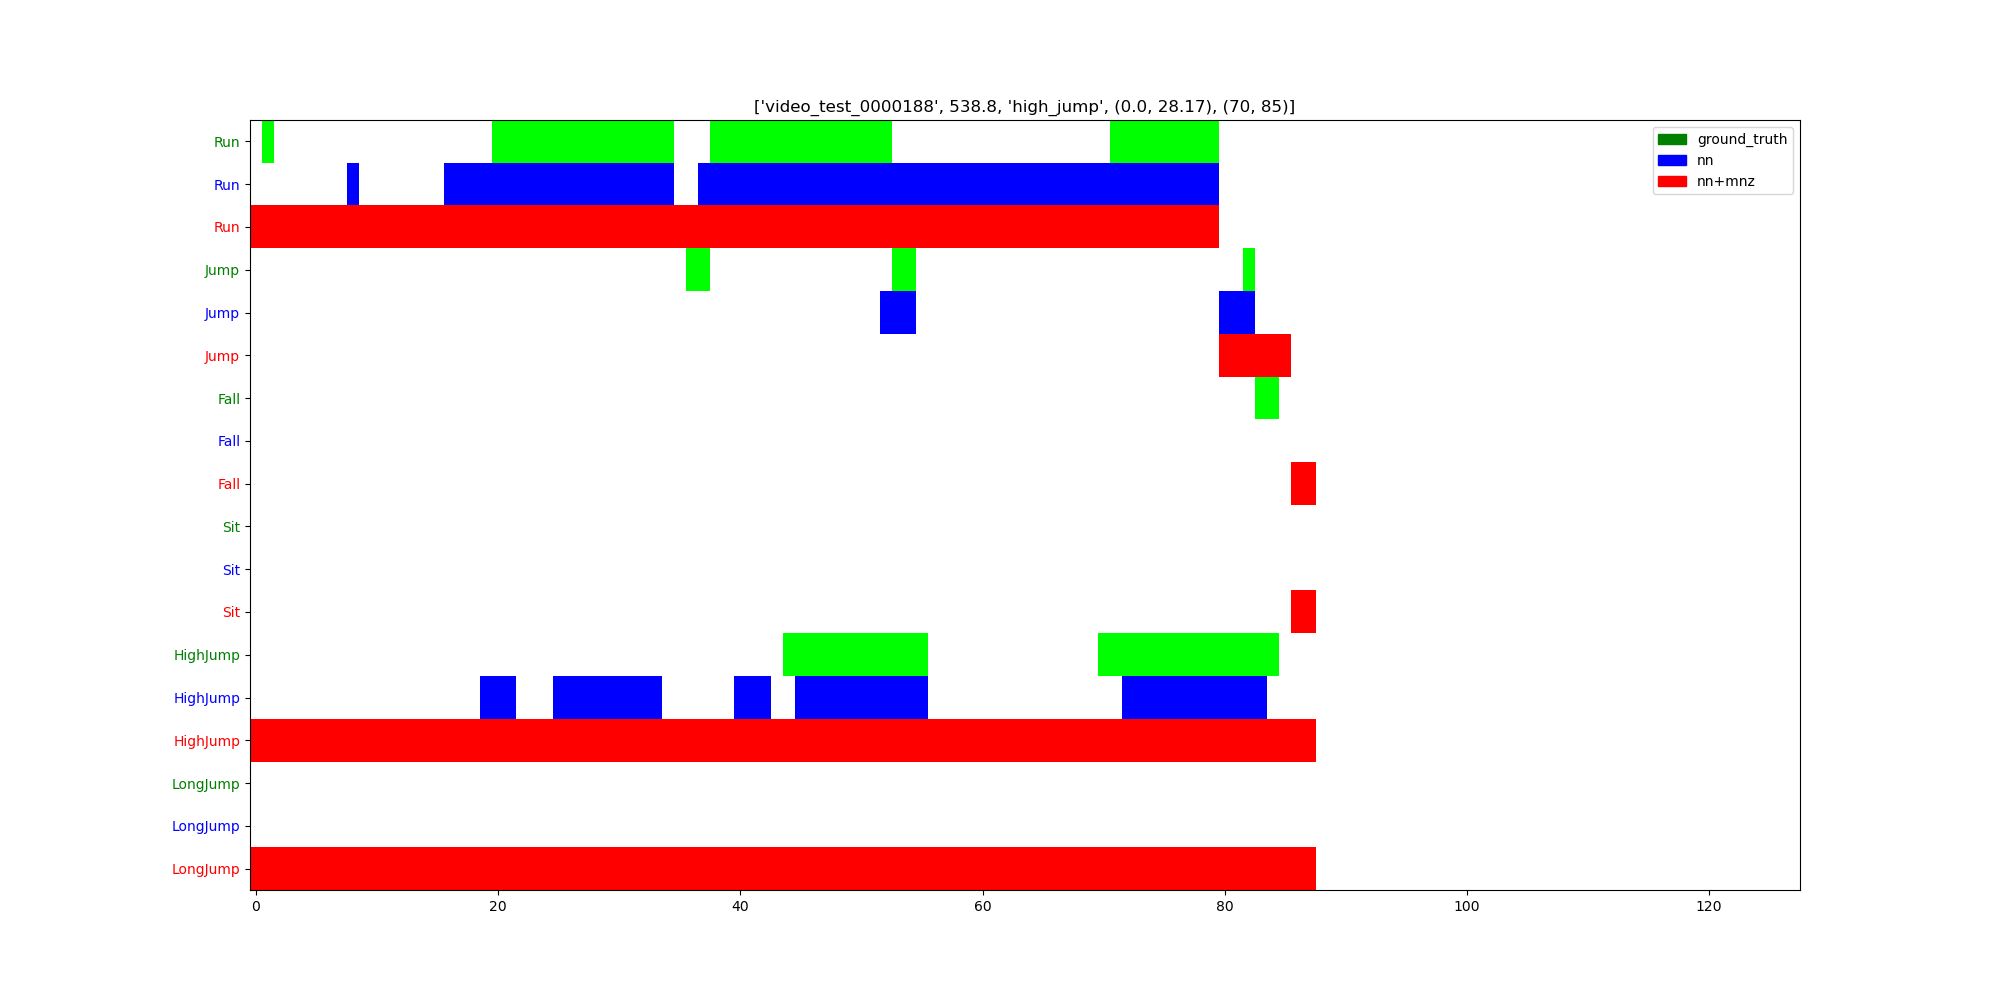 ['video_test_0000188', 538.8, 'high_jump', (0.0, 28.17), (70, 85)]
ground_truth
nn
nn+mnz
Run
Run
Run
Jump
Jump
Jump
Fall
Fall
Fall
Sit
Sit
Sit
HighJump
HighJump
HighJump
LongJump
LongJump
LongJump
0 20 40 60 80 100 120